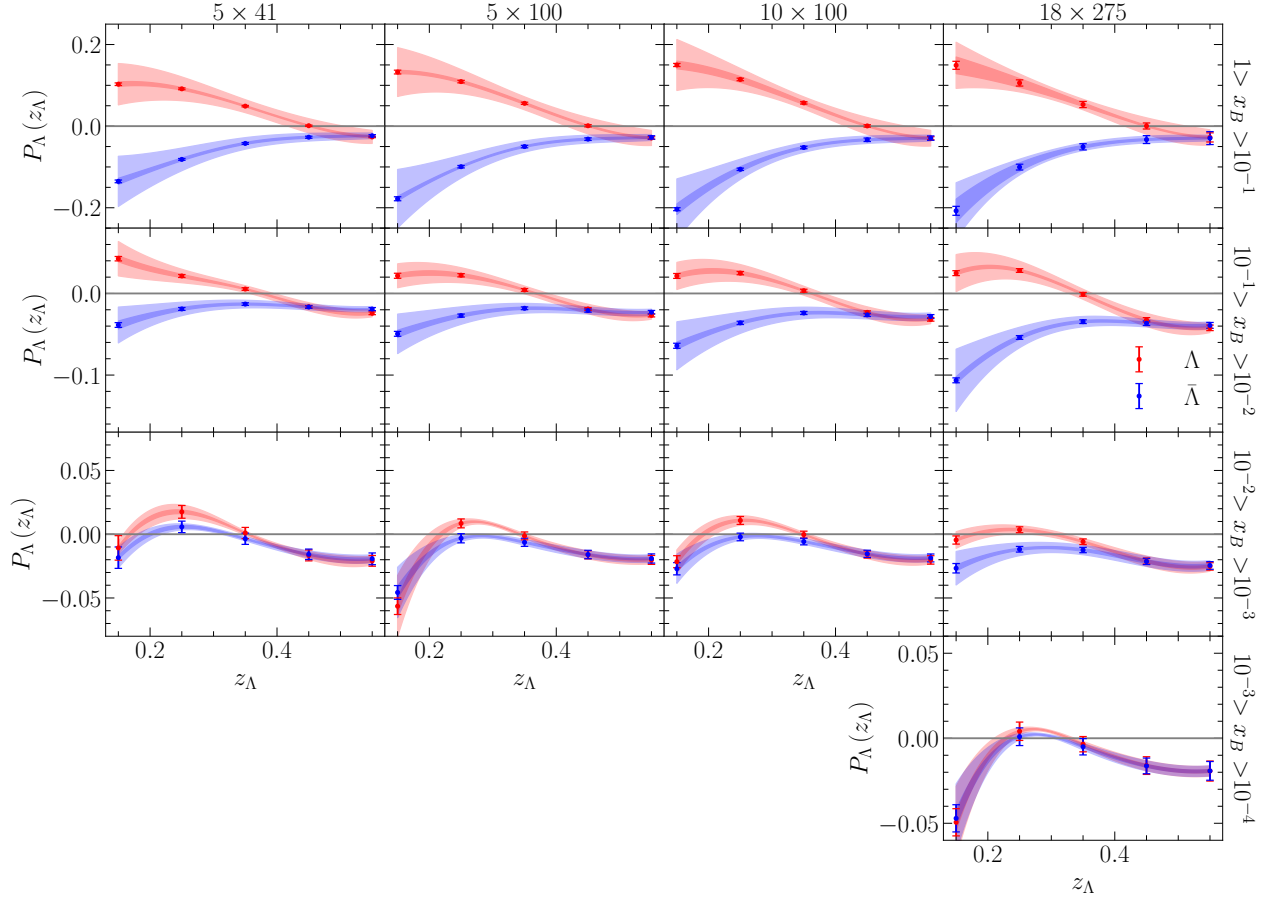 5 × 41 5 × 100 10 × 100 18 × 275
0.2
0.0
−0.2
P_Λ(z_Λ)
1 > x_B > 10⁻¹
0.0
−0.1
P_Λ(z_Λ)
Λ
Λ̄
10⁻¹ > x_B > 10⁻²
0.05
0.00
−0.05
P_Λ(z_Λ)
10⁻² > x_B > 10⁻³
0.2 0.4 0.2 0.4 0.2 0.4
z_Λ z_Λ z_Λ
0.05
0.00
−0.05
P_Λ(z_Λ)
10⁻³ > x_B > 10⁻⁴
0.2 0.4
z_Λ